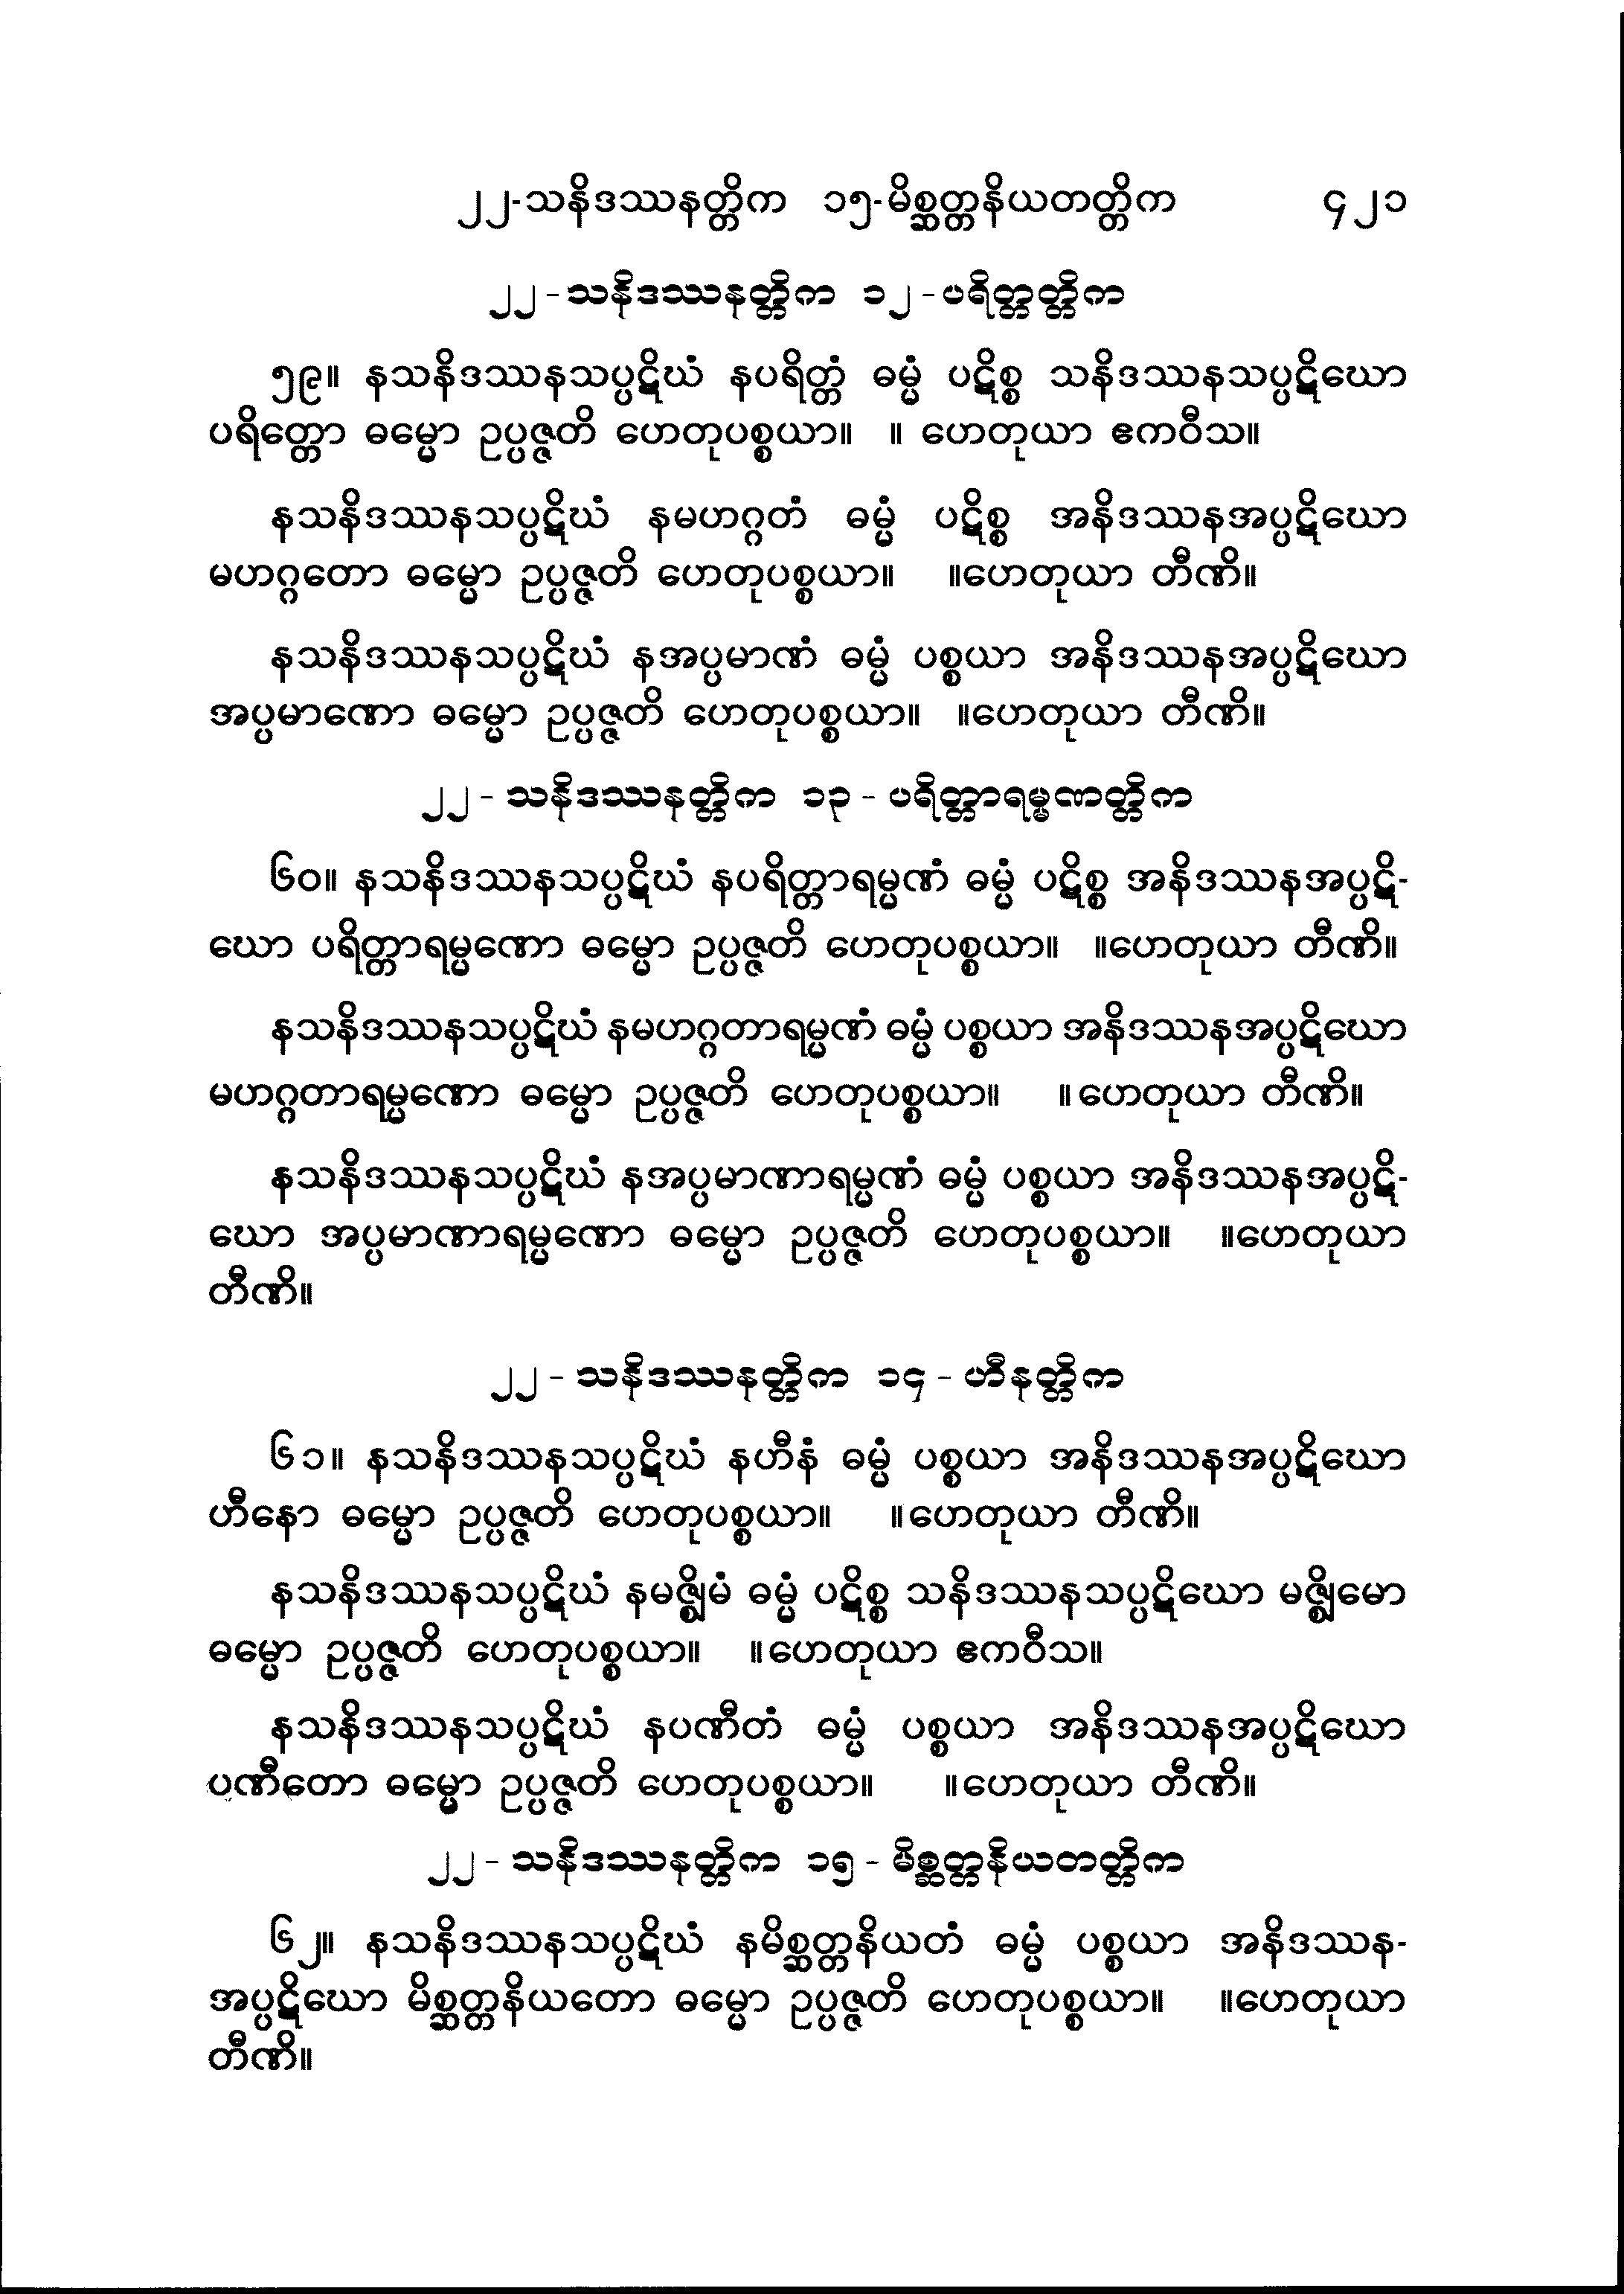 ၂၂-သနိဒဿနတ္တိက ၁၅-မိစ္ဆတ္တနိယတတ္တိက ၄၂၁
၂၂-သနိဒဿနတ္တိက ၁၂-ပရိတ္တတ္တိက
၅၉။ နသနိဒဿနသပ္ပဋိဃံ နပရိတ္တံ ဓမ္မံ ပဋိစ္စ သနိဒဿနသပ္ပဋိဃော
ပရိတ္တော ဓမ္မော ဥပ္ပဇ္ဇတိ ဟေတုပစ္စယာ။ ။ ဟေတုယာ ဧကဝီသ။
နသနိဒဿနသပ္ပဋိဃံ နမဟဂ္ဂတံ ဓမ္မံ ပဋိစ္စ အနိဒဿနအပ္ပဋိဃော
မဟဂ္ဂတော ဓမ္မော ဥပ္ပဇ္ဇတိ ဟေတုပစ္စယာ။ ။ဟေတုယာ တီဏိ။
နသနိဒဿနသပ္ပဋိဃံ နအပ္ပမာဏံ ဓမ္မံ ပစ္စယာ အနိဒဿနအပ္ပဋိဃော
အပ္ပမာဏော ဓမ္မော ဥပ္ပဇ္ဇတိ ဟေတုပစ္စယာ။ ။ဟေတုယာ တီဏိ။
၂၂ - သနိဒဿနတ္တိက ၁၃ - ပရိတ္တာရမ္မဏတ္တိက
၆၀။ နသနိဒဿနသပ္ပဋိဃံ နပရိတ္တာရမ္မဏံ ဓမ္မံ ပဋိစ္စ အနိဒဿနအပ္ပဋိ-
ဃော ပရိတ္တာရမ္မဏော ဓမ္မော ဥပ္ပဇ္ဇတိ ဟေတုပစ္စယာ။ ။ဟေတုယာ တီဏိ။
နသနိဒဿနသပ္ပဋိဃံ နမဟဂ္ဂတာရမ္မဏံ ဓမ္မံ ပစ္စယာ အနိဒဿနအပ္ပဋိဃော
မဟဂ္ဂတာရမ္မဏော ဓမ္မော ဥပ္ပဇ္ဇတိ ဟေတုပစ္စယာ။ ။ဟေတုယာ တီဏိ။
နသနိဒဿနသပ္ပဋိဃံ နအပ္ပမာဏာရမ္မဏံ ဓမ္မံ ပစ္စယာ အနိဒဿနအပ္ပဋိ-
ဃော အပ္ပမာဏာရမ္မဏော ဓမ္မော ဥပ္ပဇ္ဇတိ ဟေတုပစ္စယာ။ ။ဟေတုယာ
တီဏိ။
၂၂ - သနိဒဿနတ္တိက ၁၄ - ဟီနတ္တိက
၆၁။ နသနိဒဿနသပ္ပဋိဃံ နဟီနံ ဓမ္မံ ပစ္စယာ အနိဒဿနအပ္ပဋိဃော
ဟီနော ဓမ္မော ဥပ္ပဇ္ဇတိ ဟေတုပစ္စယာ။ ။ဟေတုယာ တီဏိ။
နသနိဒဿနသပ္ပဋိဃံ နမဇ္ဈိမံ ဓမ္မံ ပဋိစ္စ သနိဒဿနသပ္ပဋိဃော မဇ္ဈိမော
ဓမ္မော ဥပ္ပဇ္ဇတိ ဟေတုပစ္စယာ။ ။ဟေတုယာ ဧကဝီသ။
နသနိဒဿနသပ္ပဋိဃံ နပဏီတံ ဓမ္မံ ပစ္စယာ အနိဒဿနအပ္ပဋိဃော
ပဏီတော ဓမ္မော ဥပ္ပဇ္ဇတိ ဟေတုပစ္စယာ။ ။ဟေတုယာ တီဏိ။
၂၂ - သနိဒဿနတ္တိက ၁၅ - မိစ္ဆတ္တနိယတတ္တိက
၆၂။ နသနိဒဿနသပ္ပဋိဃံ နမိစ္ဆတ္တနိယတံ ဓမ္မံ ပစ္စယာ အနိဒဿန-
အပ္ပဋိဃော မိစ္ဆတ္တနိယတော ဓမ္မော ဥပ္ပဇ္ဇတိ ဟေတုပစ္စယာ။ ။ဟေတုယာ
တီဏိ။